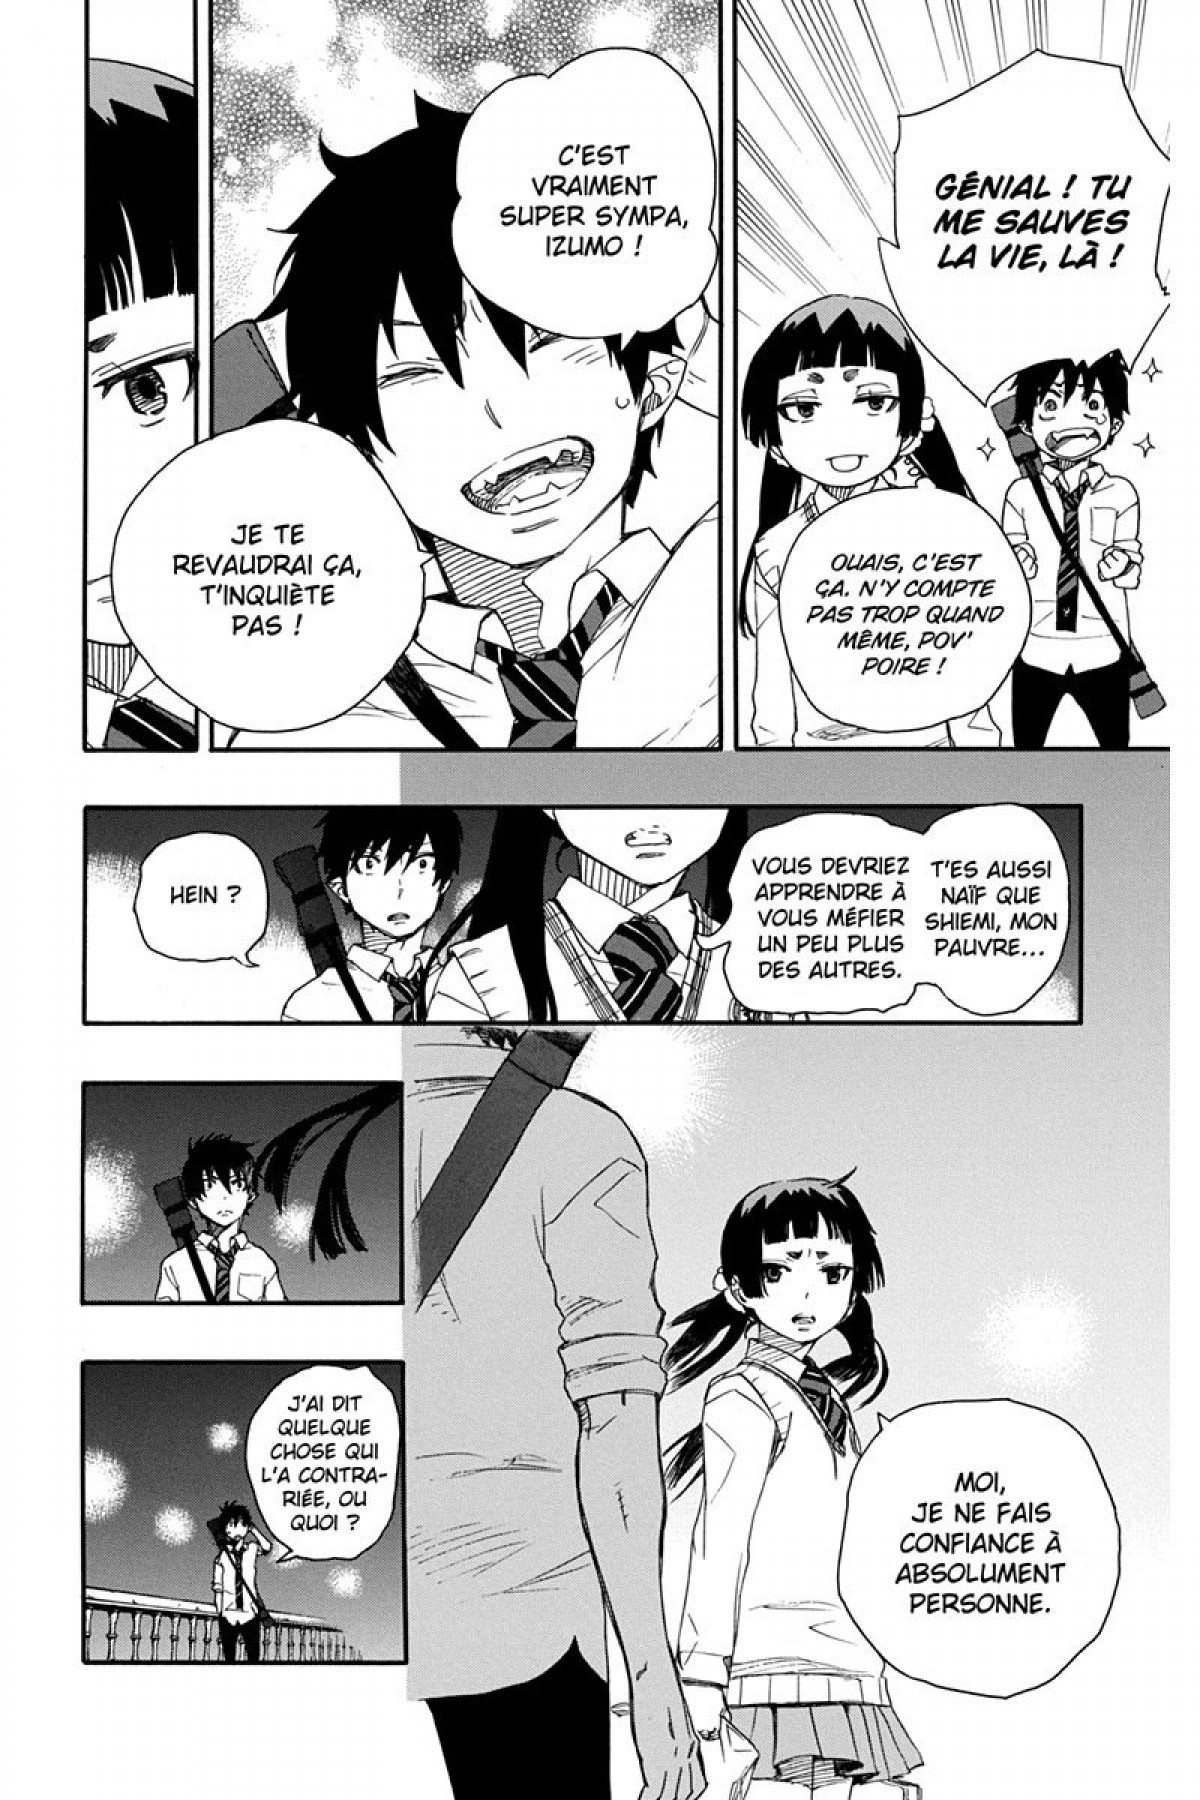 GÉNIAL ! TU
ME SAUVES
LA VIE, LÀ !
OUAIS, C'EST
ÇA. N'Y COMPTE
PAS TROP QUAND
MÊME, POV'
POIRE !
C'EST
VRAIMENT
SUPER SYMPA,
IZUMO !
JE TE
REVAUDRAI ÇA,
T'INQUIÈTE
PAS !
T'ES AUSSI
NAÏF QUE
SHIEMI, MON
PAUVRE...
VOUS DEVRIEZ
APPRENDRE À
VOUS MÉFIER
UN PEU PLUS
DES AUTRES.
HEIN ?
MOI,
JE NE FAIS
CONFIANCE À
ABSOLUMENT
PERSONNE.
J'AI DIT
QUELQUE
CHOSE QUI
L'A CONTRA-
RIÉE, OU
QUOI ?